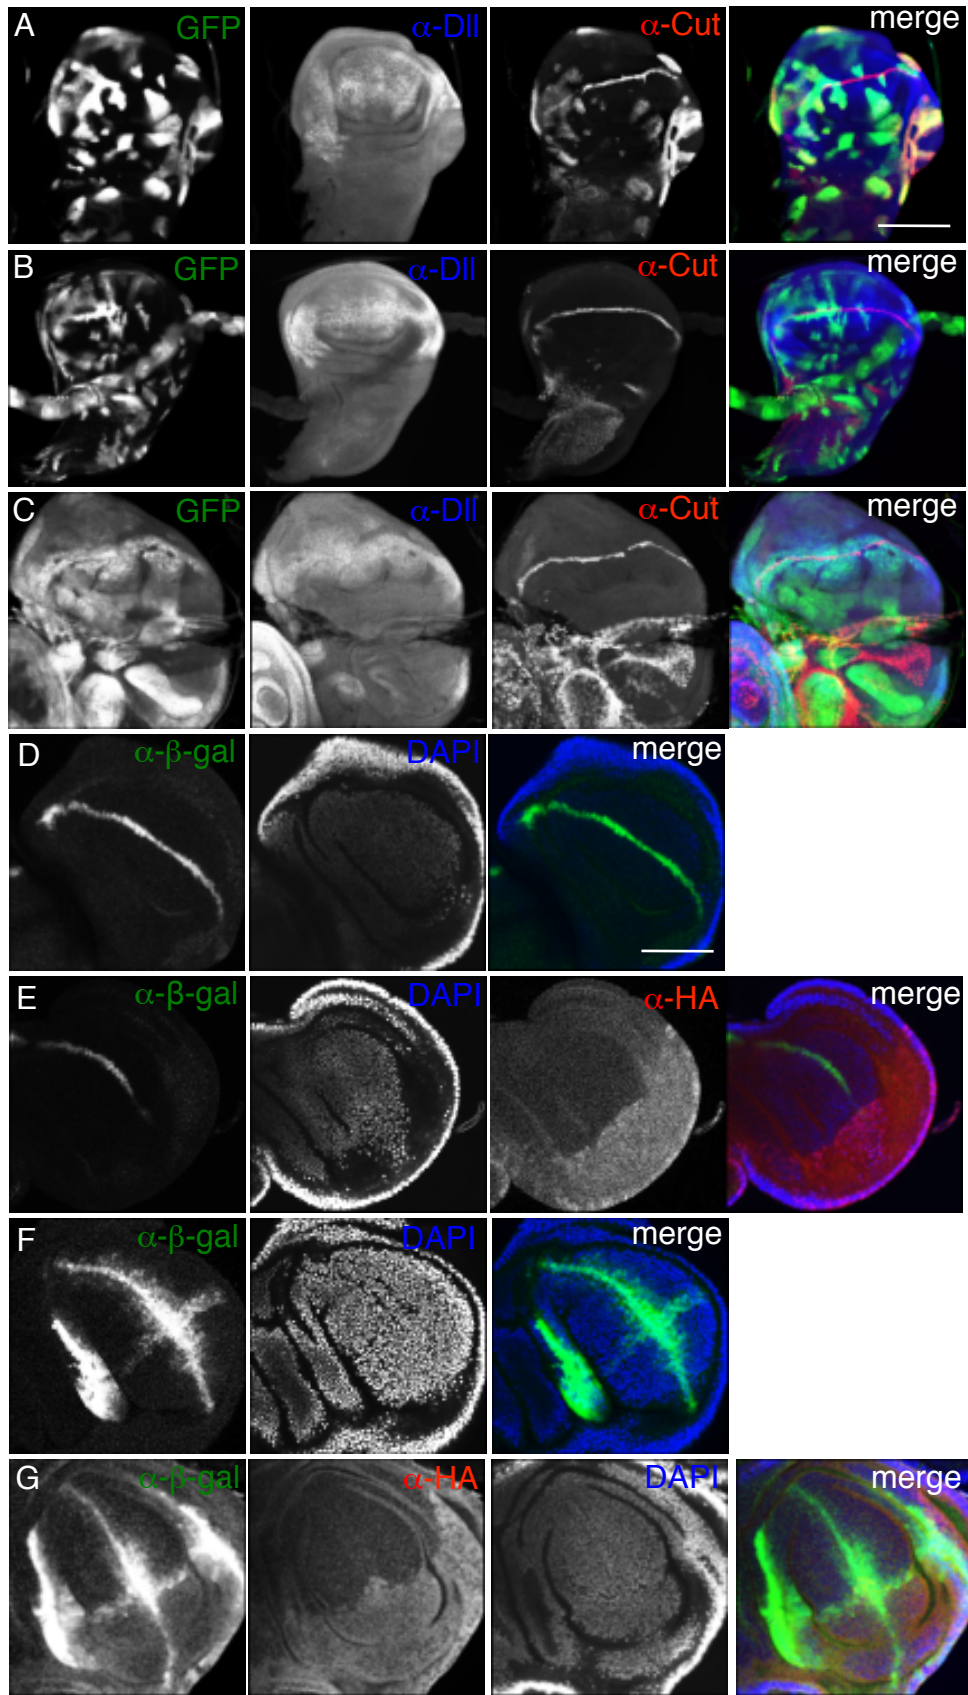 A GFP α-Dll α-Cut merge
B GFP α-Dll α-Cut merge
C GFP α-Dll α-Cut merge
D α-β-gal DAPI merge
E α-β-gal DAPI α-HA merge
F α-β-gal DAPI merge
G α-β-gal α-HA DAPI merge